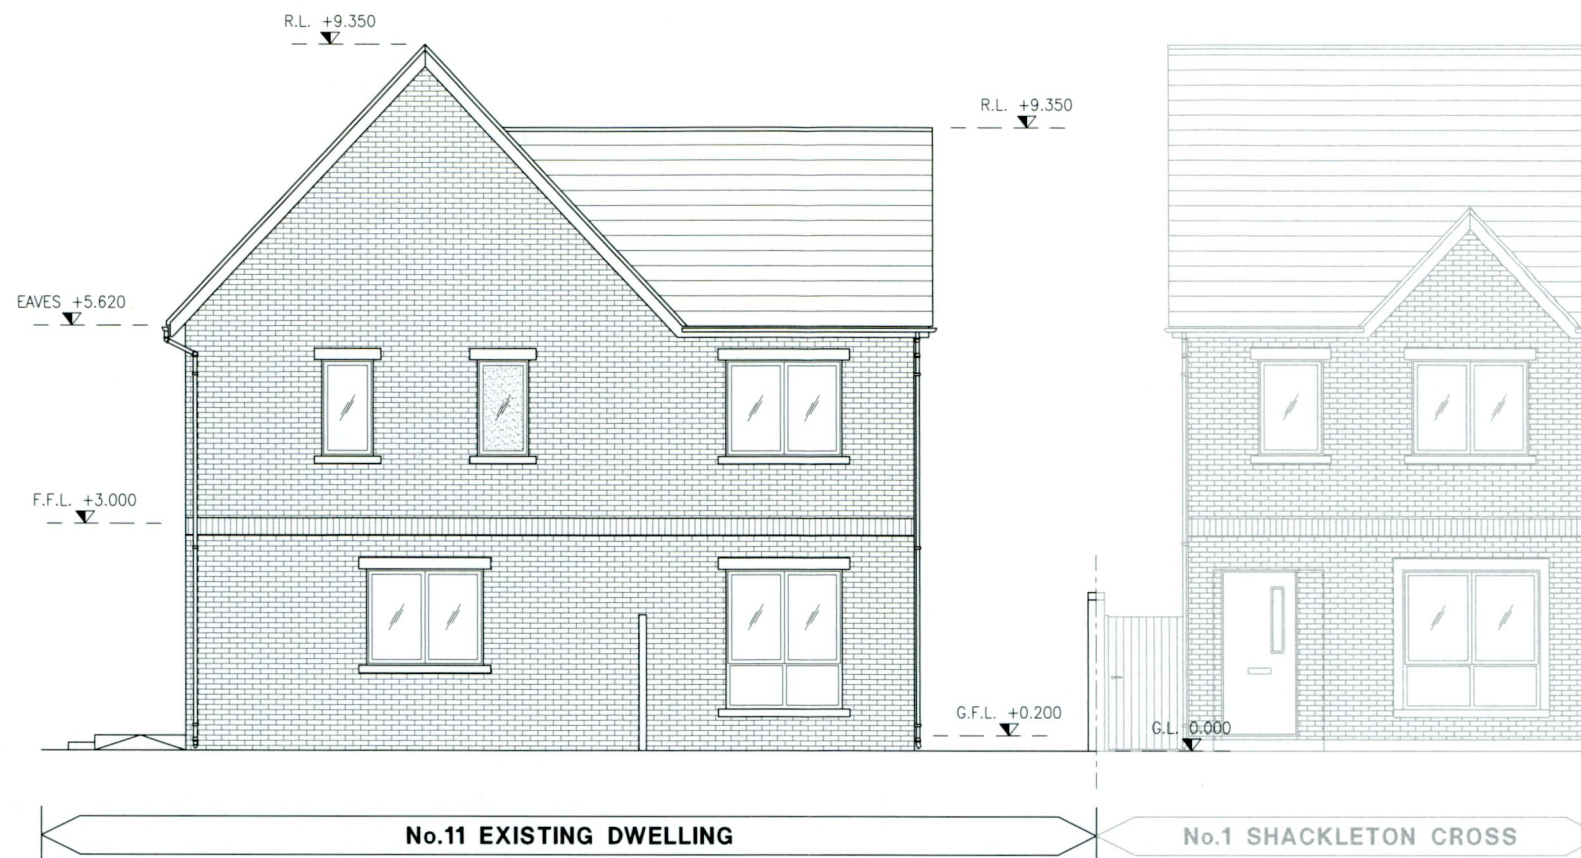 R.L. +9.350
R.L. +9.350
EAVES +5.620
F.F.L. +3.000
G.F.L. +0.200
G.L. 0.000
No.11 EXISTING DWELLING
No.1 SHACKLETON CROSS